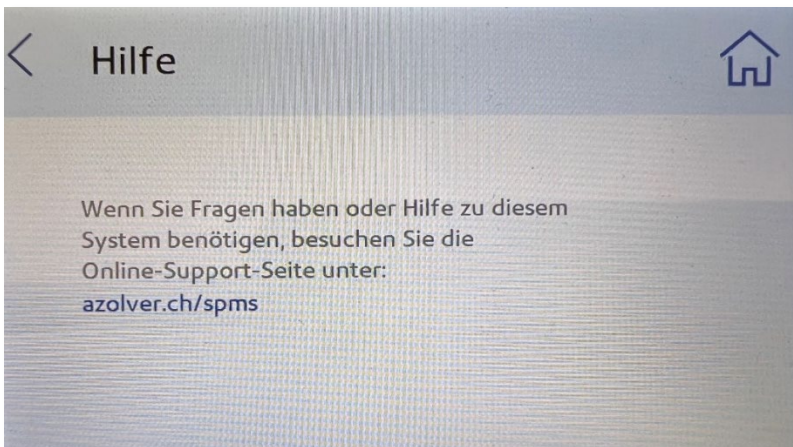 Hilfe
Wenn Sie Fragen haben oder Hilfe zu diesem
System benötigen, besuchen Sie die
Online-Support-Seite unter:
azolver.ch/spms